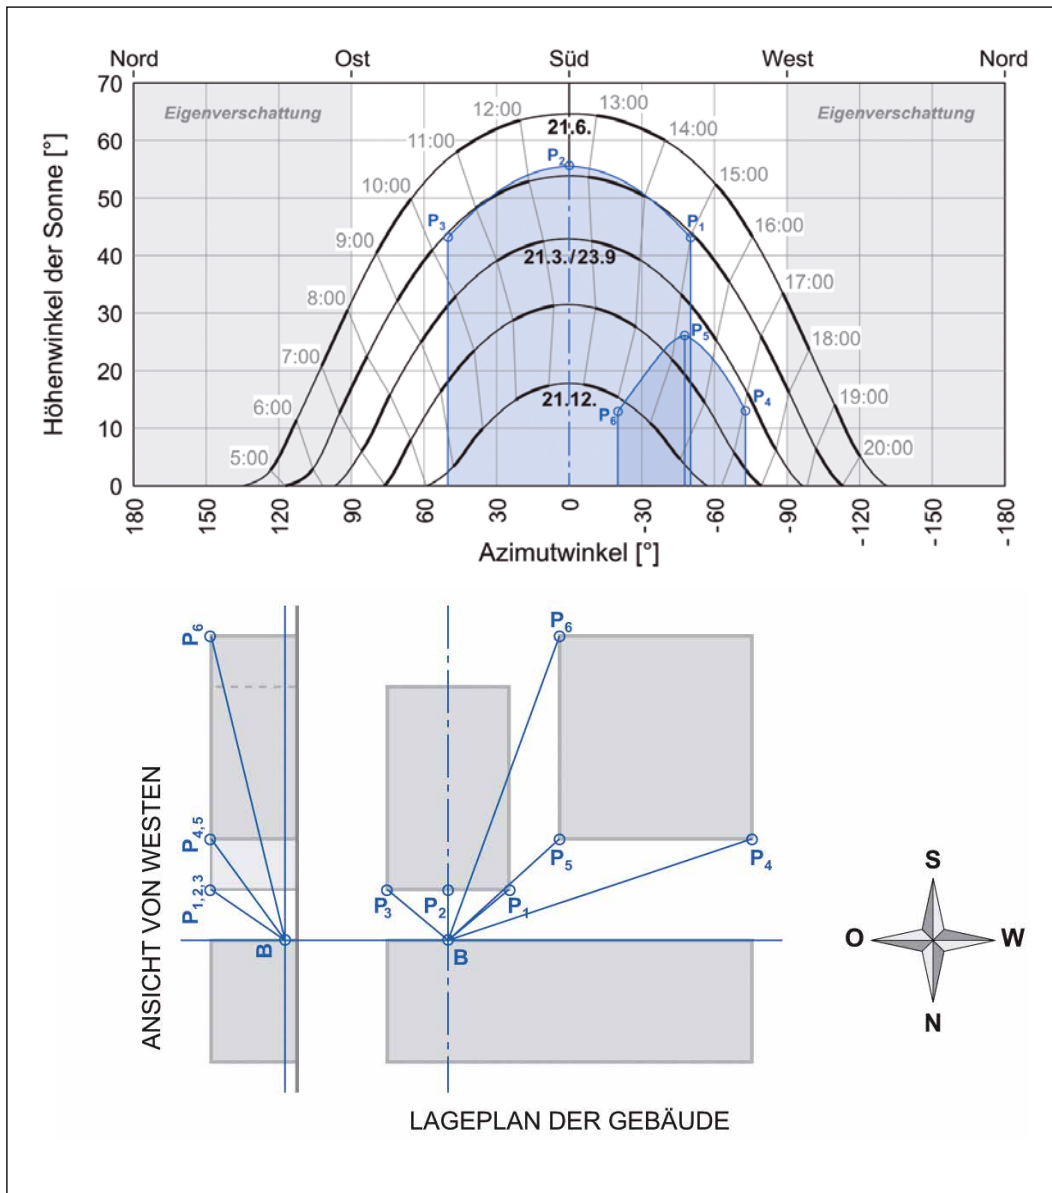 Nord Ost Süd West Nord
70
Eigenverschattung Eigenverschattung
12:00 13:00
21.6.
11:00 14:00
60
P2
10:00 15:00
50
P3 P1
9:00 16:00
40
21.3./23.9
8:00 17:00
30
P5
7:00 18:00
20
21.12.
P6 P4
6:00 19:00
10
5:00 20:00
0
Höhenwinkel der Sonne [°]
180 150 120 90 60 30 0 -30 -60 -90 -120 -150 -180
Azimutwinkel [°]
P6 P6
P4,5 P5 P4
P1,2,3 P3 P2 P1
B B
ANSICHT VON WESTEN
S
O W
N
LAGEPLAN DER GEBÄUDE